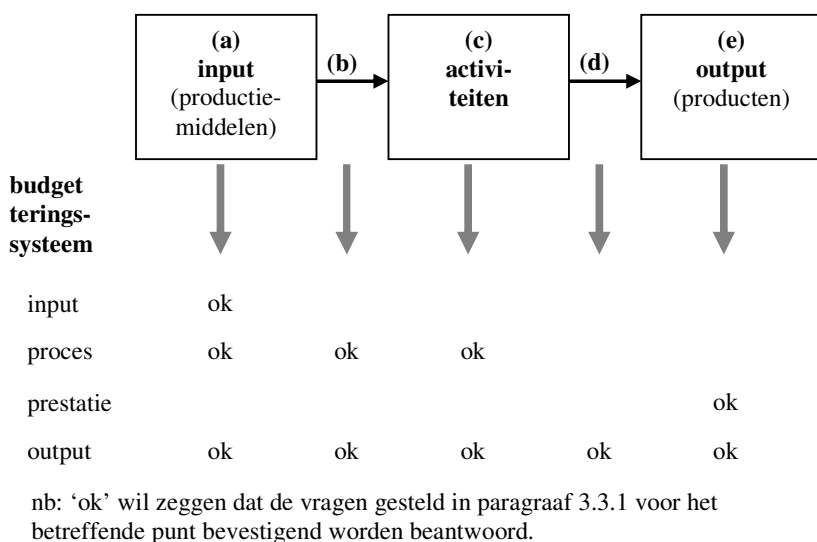 (a)
input
(productie-
middelen)
(b)
(c)
activi-
teiten
(d)
(e)
output
(producten)
budget
terings-
systeem
input ok
proces ok ok ok
prestatie ok
output ok ok ok ok ok
nb: ‘ok’ wil zeggen dat de vragen gesteld in paragraaf 3.3.1 voor het
betreffende punt bevestigend worden beantwoord.